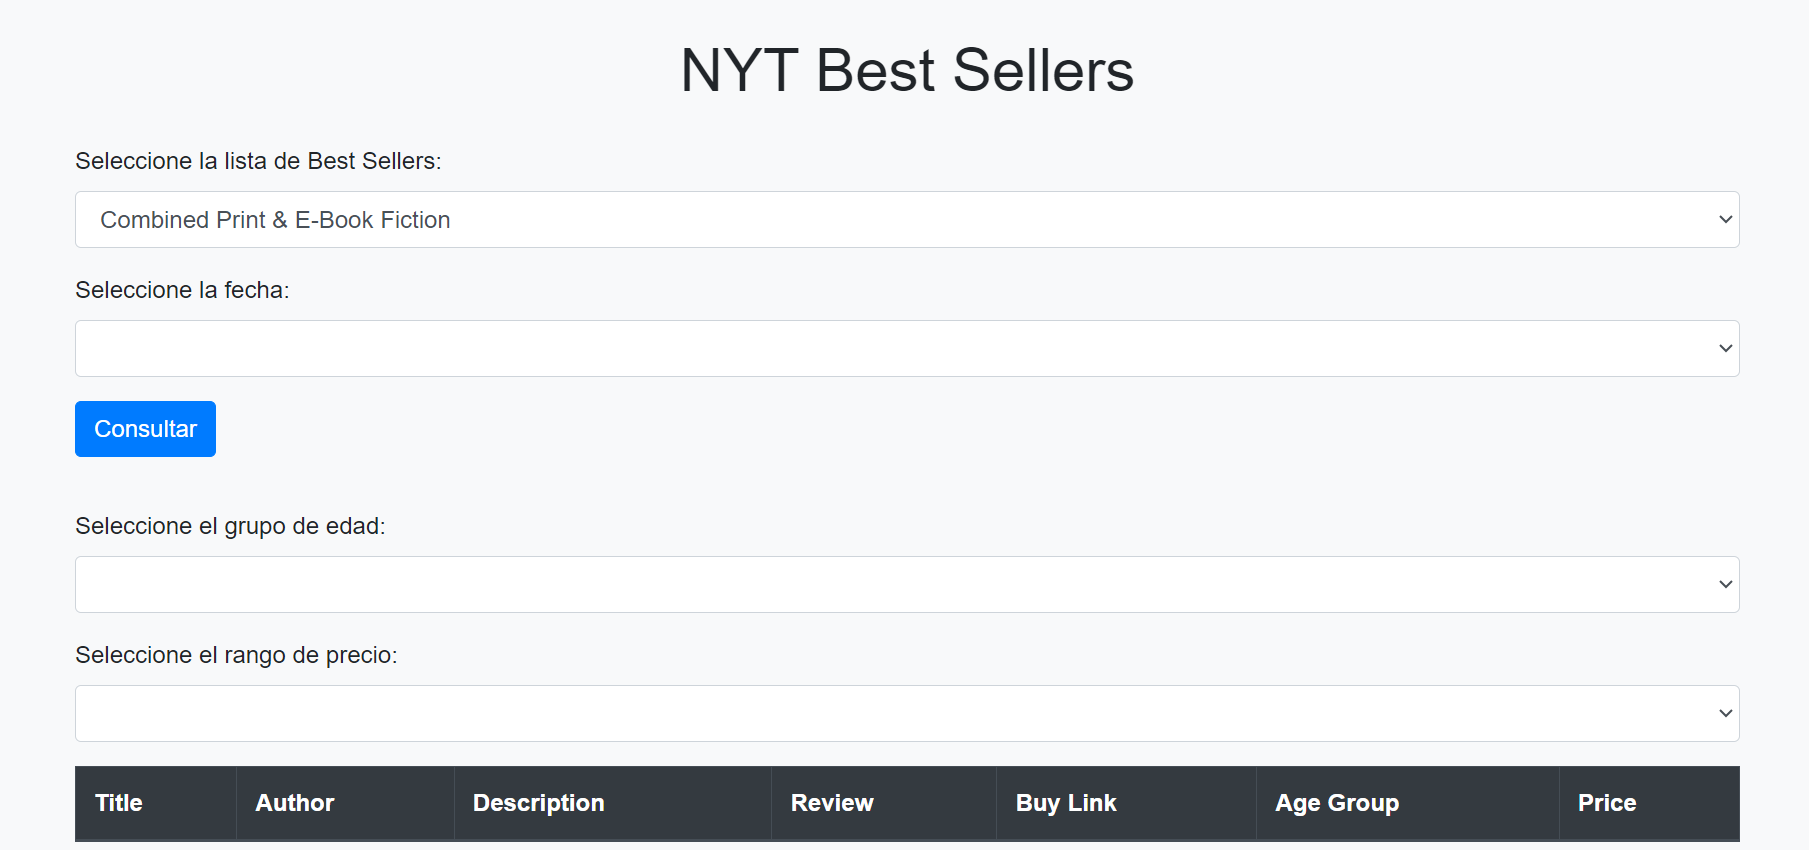 NYT Best Sellers
Seleccione la lista de Best Sellers:
Combined Print & E-Book Fiction
Seleccione la fecha:
Consultar
Seleccione el grupo de edad:
Seleccione el rango de precio:
Title Author Description Review Buy Link Age Group Price